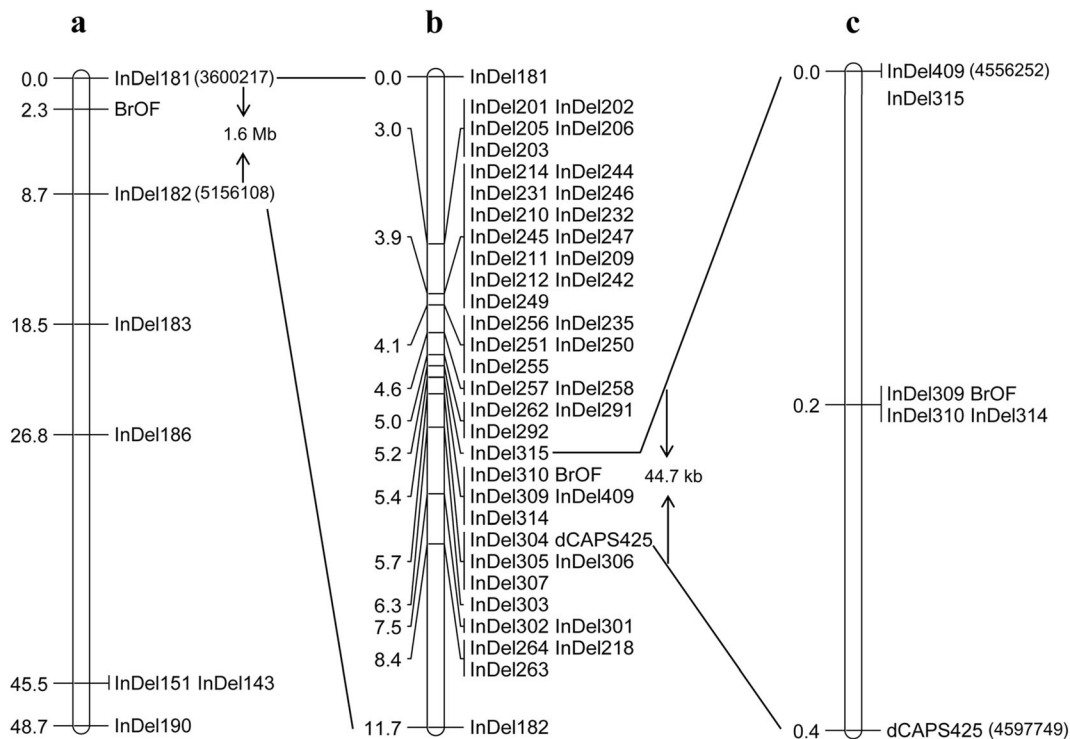 a
0.0 InDel181 (3600217)
2.3 BrOF
1.6 Mb
8.7 InDel182 (5156108)
18.5 InDel183
26.8 InDel186
45.5 InDel151 InDel143
48.7 InDel190
b
0.0 InDel181
InDel201 InDel202
3.0 InDel205 InDel206
InDel203
InDel214 InDel244
InDel231 InDel246
InDel210 InDel232
3.9 InDel245 InDel247
InDel211 InDel209
InDel212 InDel242
InDel249
InDel256 InDel235
4.1 InDel251 InDel250
InDel255
4.6 InDel257 InDel258
5.0 InDel262 InDel291
InDel292
5.2 InDel315
InDel310 BrOF
5.4 InDel309 InDel409
InDel314
InDel304 dCAPS425
5.7 InDel305 InDel306
InDel307
6.3 InDel303
7.5 InDel302 InDel301
8.4 InDel264 InDel218
InDel263
11.7 InDel182
44.7 kb
c
0.0 InDel409 (4556252)
InDel315
0.2 InDel309 BrOF
InDel310 InDel314
0.4 dCAPS425 (4597749)